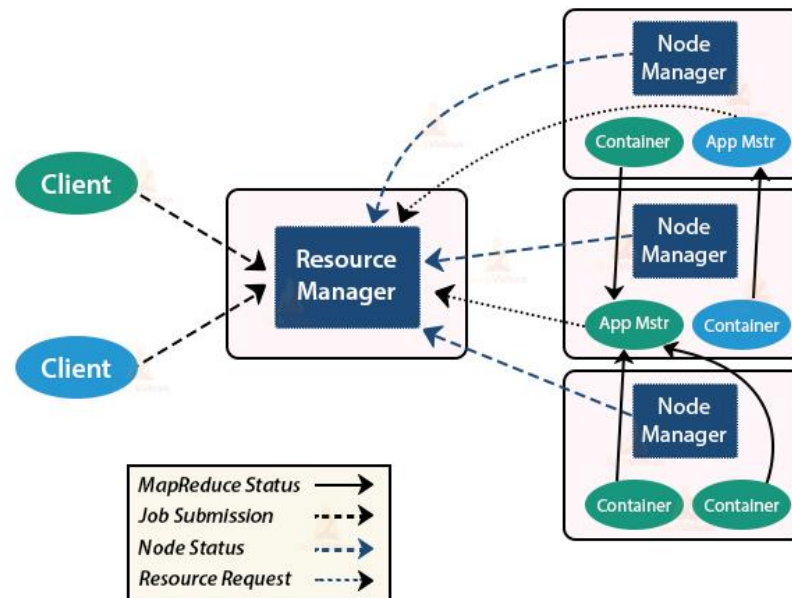 Node
Manager
Container
App Mstr
Client
Resource
Manager
Node
Manager
App Mstr
Container
Client
Node
Manager
Container
Container
MapReduce Status
Job Submission
Node Status
Resource Request